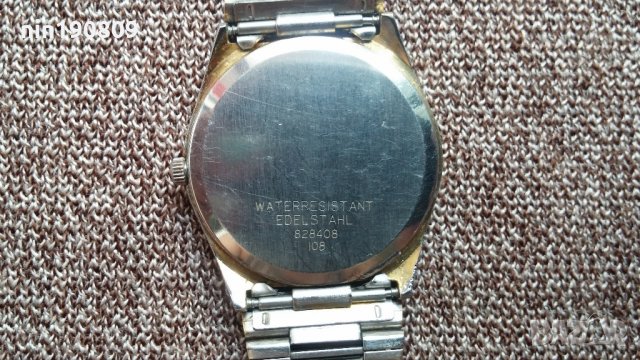 nin190809
WATERRESISTANT
EDELSTAHL
828408
108